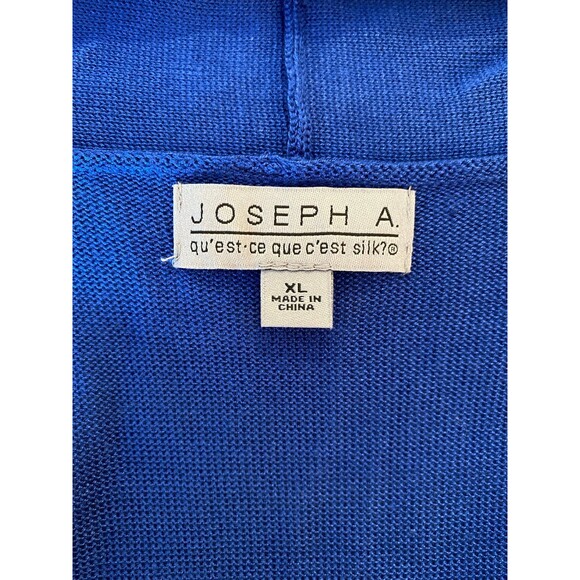 JOSEPH A.
qu'est-ce que c'est silk?®
XL
MADE IN
CHINA